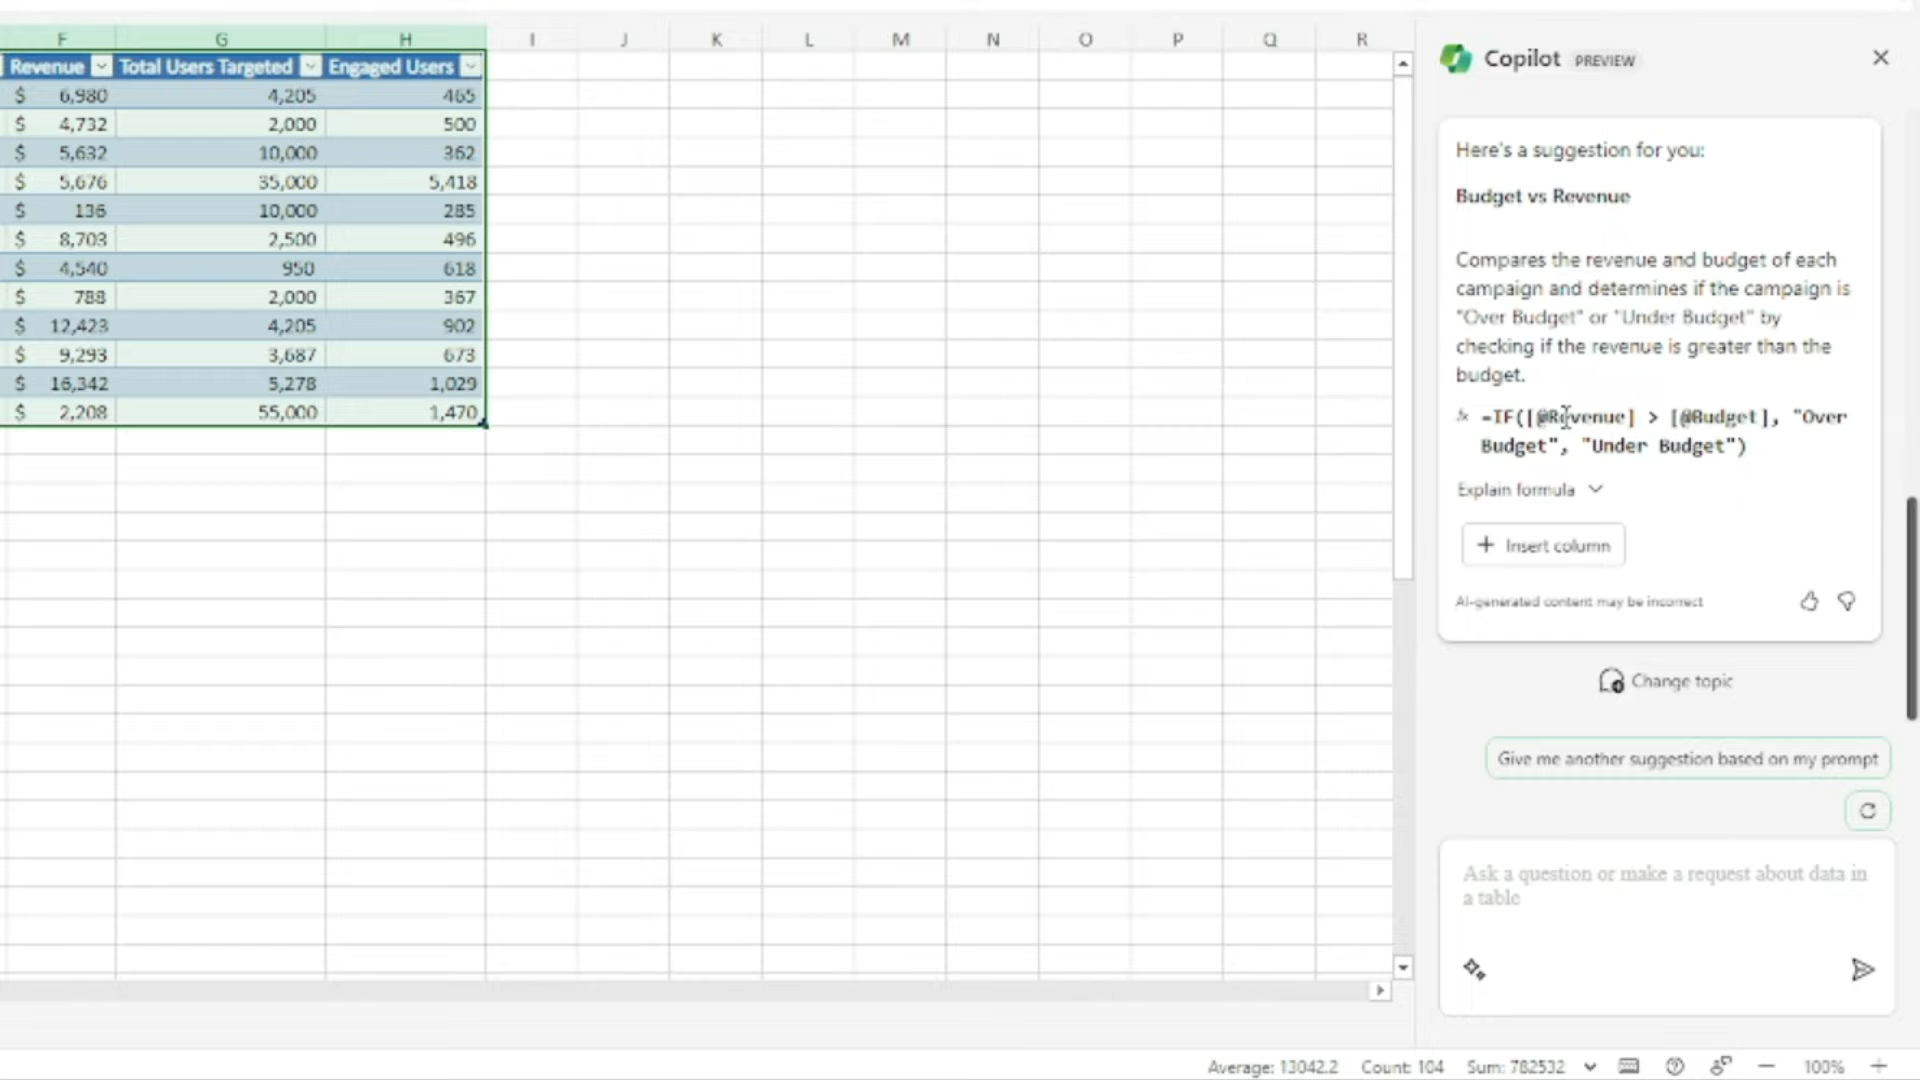 F G H I J K L M N O P Q R
Revenue Total Users Targeted Engaged Users
$ 6,980 4,205 465
$ 4,732 2,000 500
$ 5,632 10,000 362
$ 5,676 35,000 5,418
$ 136 10,000 285
$ 8,703 2,500 496
$ 4,540 950 618
$ 788 2,000 367
$ 12,423 4,205 902
$ 9,293 3,687 673
$ 16,342 5,278 1,029
$ 2,208 55,000 1,470
Copilot PREVIEW
Here's a suggestion for you:
Budget vs Revenue
Compares the revenue and budget of each
campaign and determines if the campaign is
"Over Budget" or "Under Budget" by
checking if the revenue is greater than the
budget.
fx =IF([@Revenue] > [@Budget], "Over
Budget", "Under Budget")
Explain formula
+ Insert column
AI-generated content may be incorrect
Change topic
Give me another suggestion based on my prompt
Ask a question or make a request about data in
a table
Average: 13042.2 Count: 104 Sum: 782532 100%